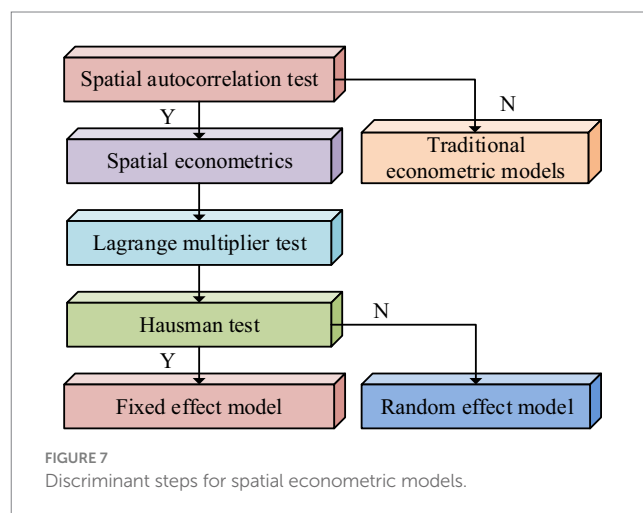 Spatial autocorrelation test
Y
N
Spatial econometrics
Traditional
econometric models
Lagrange multiplier test
Hausman test
N
Y
Fixed effect model
Random effect model
FIGURE 7
Discriminant steps for spatial econometric models.